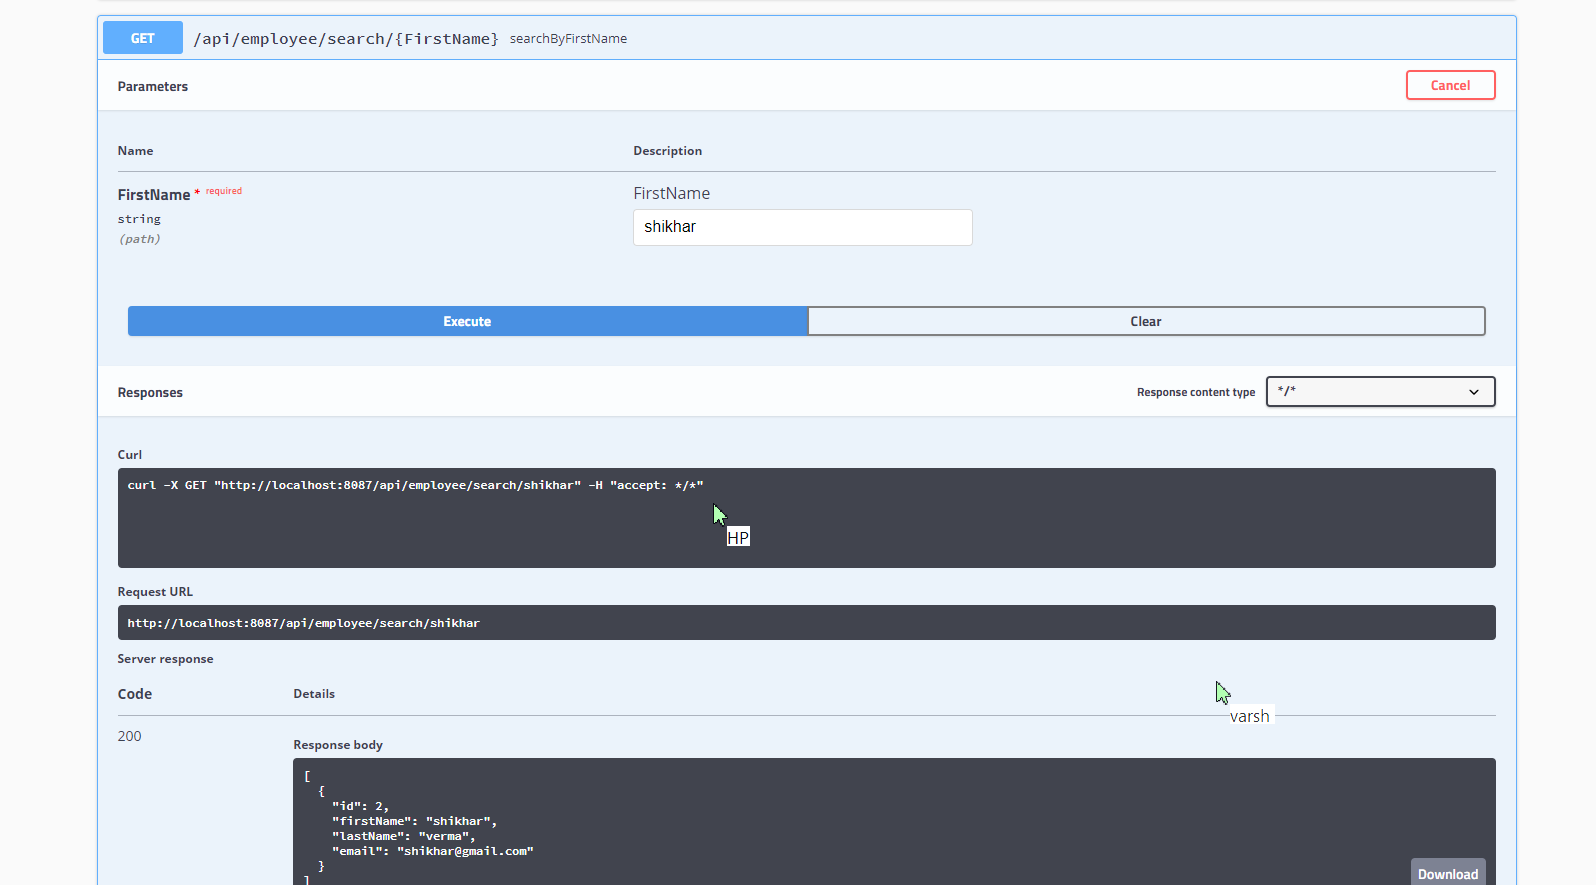 GET /api/employee/search/{FirstName} searchByFirstName
Parameters
Cancel
Name Description
FirstName * required
string
(path)
FirstName
shikhar
Execute Clear
Responses
Response content type */*
Curl
curl -X GET "http://localhost:8087/api/employee/search/shikhar" -H "accept: */*"
HP
Request URL
http://localhost:8087/api/employee/search/shikhar
Server response
Code Details
varsh
200
Response body
[
{
"id": 2,
"firstName": "shikhar",
"lastName": "verma",
"email": "shikhar@gmail.com"
}
]
Download